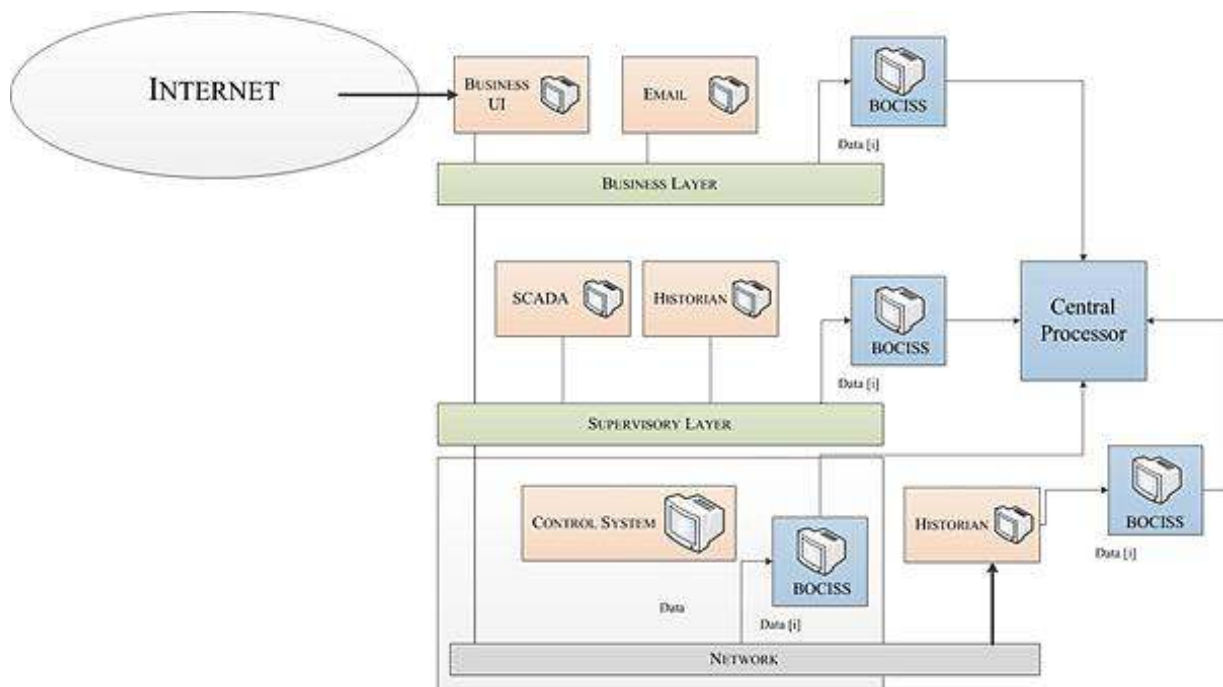 INTERNET
BUSINESS
UI
EMAIL
BOCISS
Data [i]
BUSINESS LAYER
SCADA
HISTORIAN
BOCISS
Data [i]
Central
Processor
SUPERVISORY LAYER
CONTROL SYSTEM
BOCISS
Data
Data [i]
HISTORIAN
BOCISS
Data [i]
NETWORK